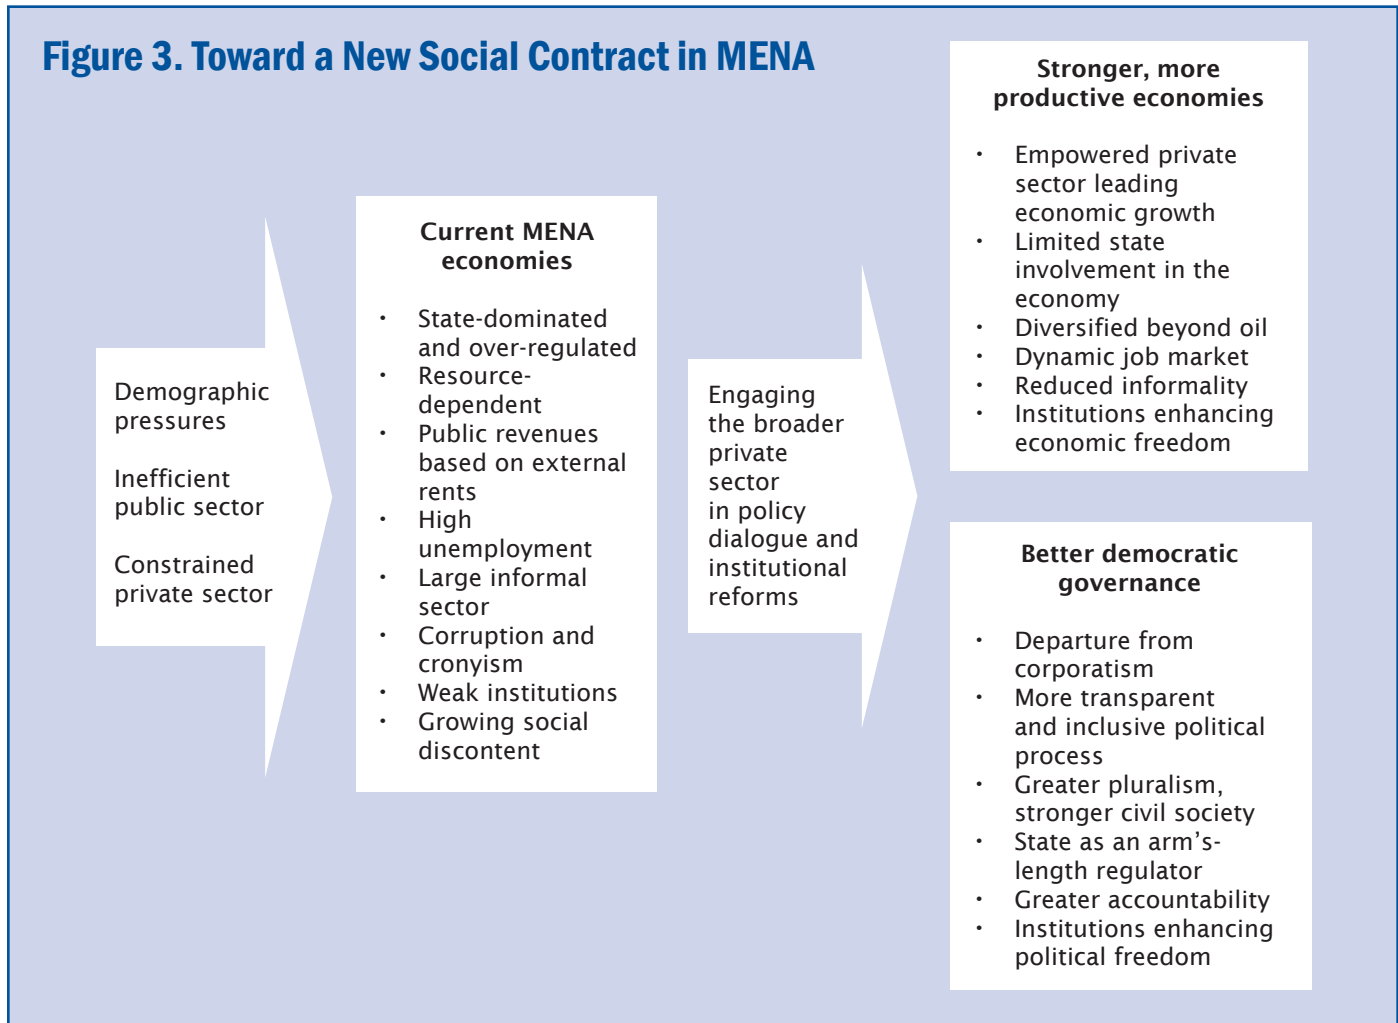 Figure 3. Toward a New Social Contract in MENA
Demographic
pressures
Inefficient
public sector
Constrained
private sector
Current MENA
economies
· State-dominated
and over-regulated
· Resource-
dependent
· Public revenues
based on external
rents
· High
unemployment
· Large informal
sector
· Corruption and
cronyism
· Weak institutions
· Growing social
discontent
Engaging
the broader
private
sector
in policy
dialogue and
institutional
reforms
Stronger, more
productive economies
· Empowered private
sector leading
economic growth
· Limited state
involvement in the
economy
· Diversified beyond oil
· Dynamic job market
· Reduced informality
· Institutions enhancing
economic freedom
Better democratic
governance
· Departure from
corporatism
· More transparent
and inclusive political
process
· Greater pluralism,
stronger civil society
· State as an arm’s-
length regulator
· Greater accountability
· Institutions enhancing
political freedom